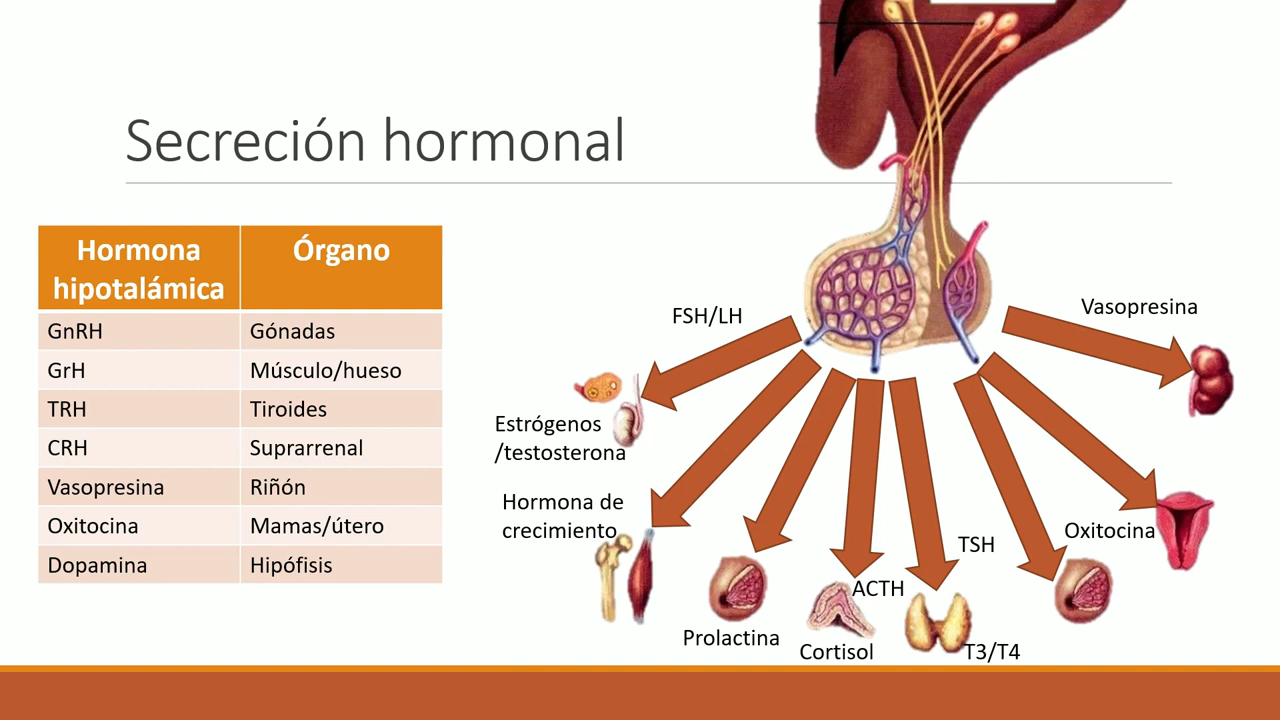 Secreción hormonal
Hormona
hipotalámica
Órgano
GnRH
Gónadas
GrH
Músculo/hueso
TRH
Tiroides
CRH
Suprarrenal
Vasopresina
Riñón
Oxitocina
Mamas/útero
Dopamina
Hipófisis
FSH/LH
Vasopresina
Estrógenos
/testosterona
Hormona de
crecimiento
Prolactina
Cortisol
ACTH
TSH
T3/T4
Oxitocina